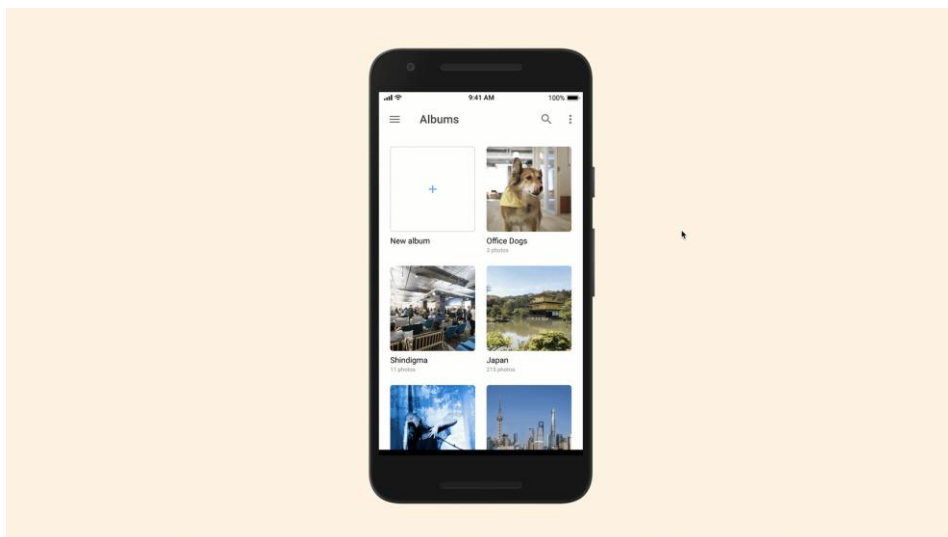 9:41 AM
100%
Albums
New album
Office Dogs
3 photos
Shindigma
11 photos
Japan
215 photos